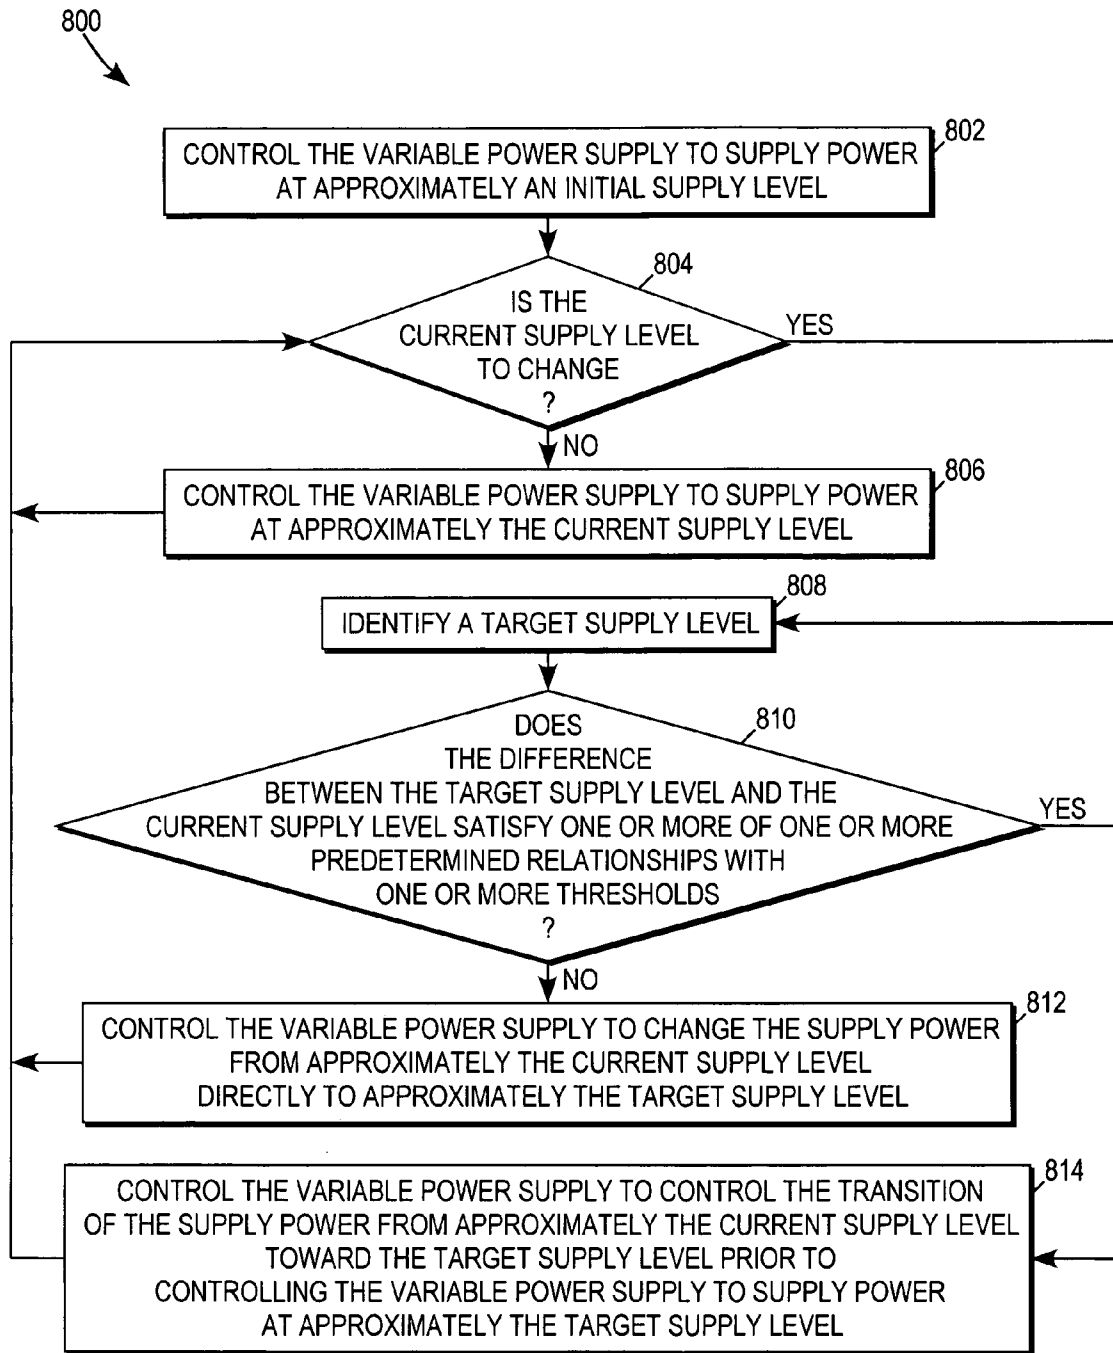 800
802
CONTROL THE VARIABLE POWER SUPPLY TO SUPPLY POWER
AT APPROXIMATELY AN INITIAL SUPPLY LEVEL
804
IS THE
CURRENT SUPPLY LEVEL
TO CHANGE
?
YES
NO
806
CONTROL THE VARIABLE POWER SUPPLY TO SUPPLY POWER
AT APPROXIMATELY THE CURRENT SUPPLY LEVEL
808
IDENTIFY A TARGET SUPPLY LEVEL
810
DOES
THE DIFFERENCE
BETWEEN THE TARGET SUPPLY LEVEL AND THE
CURRENT SUPPLY LEVEL SATISFY ONE OR MORE OF ONE OR MORE
PREDETERMINED RELATIONSHIPS WITH
ONE OR MORE THRESHOLDS
?
YES
NO
812
CONTROL THE VARIABLE POWER SUPPLY TO CHANGE THE SUPPLY POWER
FROM APPROXIMATELY THE CURRENT SUPPLY LEVEL
DIRECTLY TO APPROXIMATELY THE TARGET SUPPLY LEVEL
814
CONTROL THE VARIABLE POWER SUPPLY TO CONTROL THE TRANSITION
OF THE SUPPLY POWER FROM APPROXIMATELY THE CURRENT SUPPLY LEVEL
TOWARD THE TARGET SUPPLY LEVEL PRIOR TO
CONTROLLING THE VARIABLE POWER SUPPLY TO SUPPLY POWER
AT APPROXIMATELY THE TARGET SUPPLY LEVEL